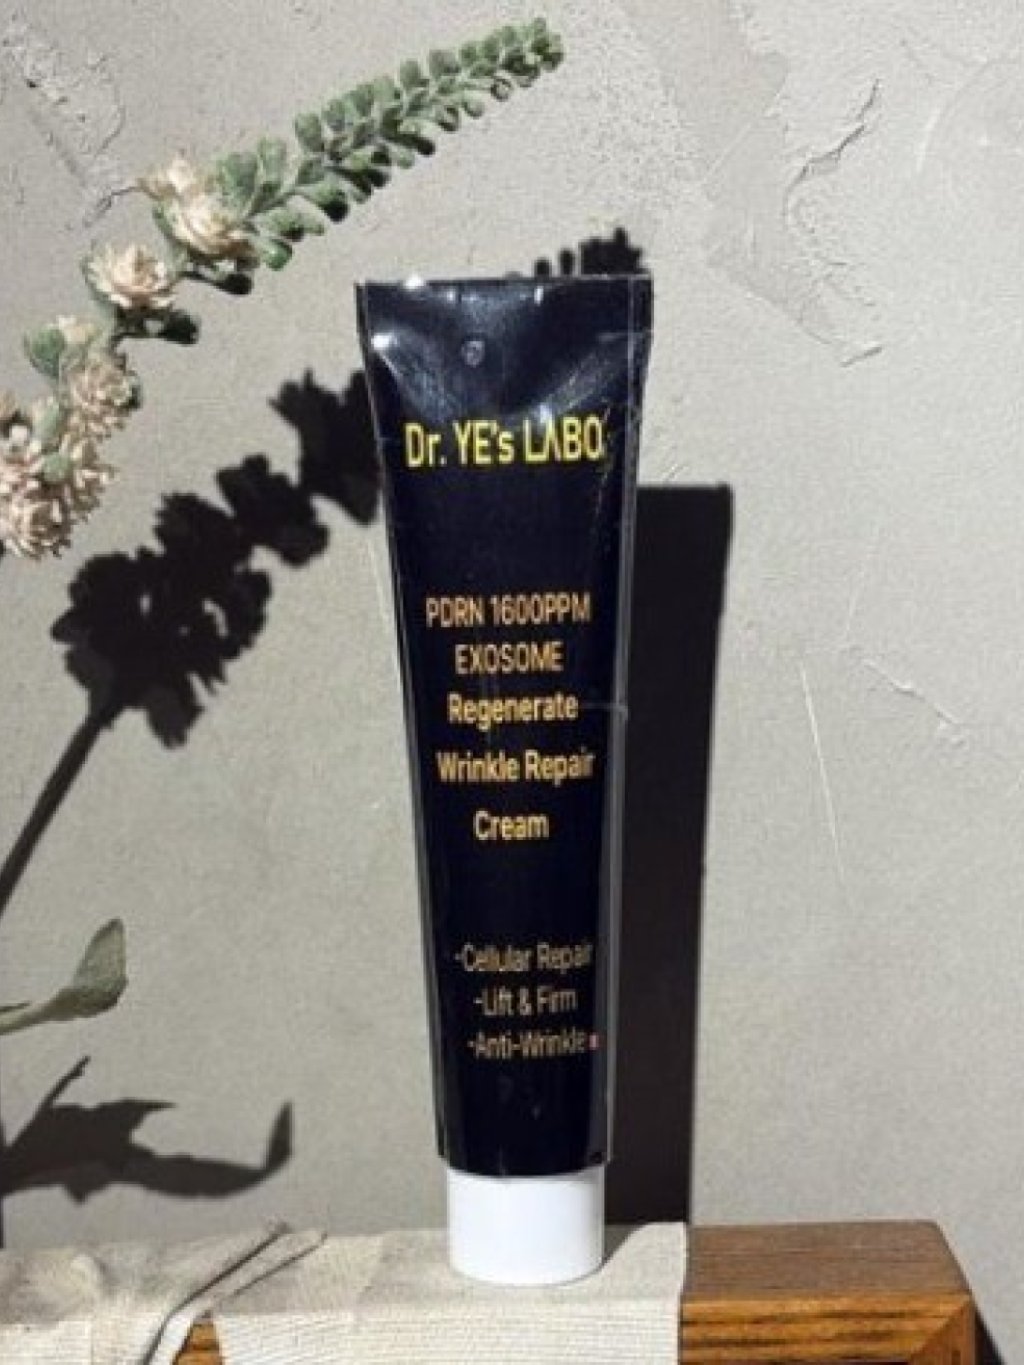 Dr. YE's LABO.
PDRN 1600PPM
EXOSOME
Regenerate
Wrinkle Repair
Cream
-Cellular Repair
-Lift & Firm
-Anti-Wrinkle